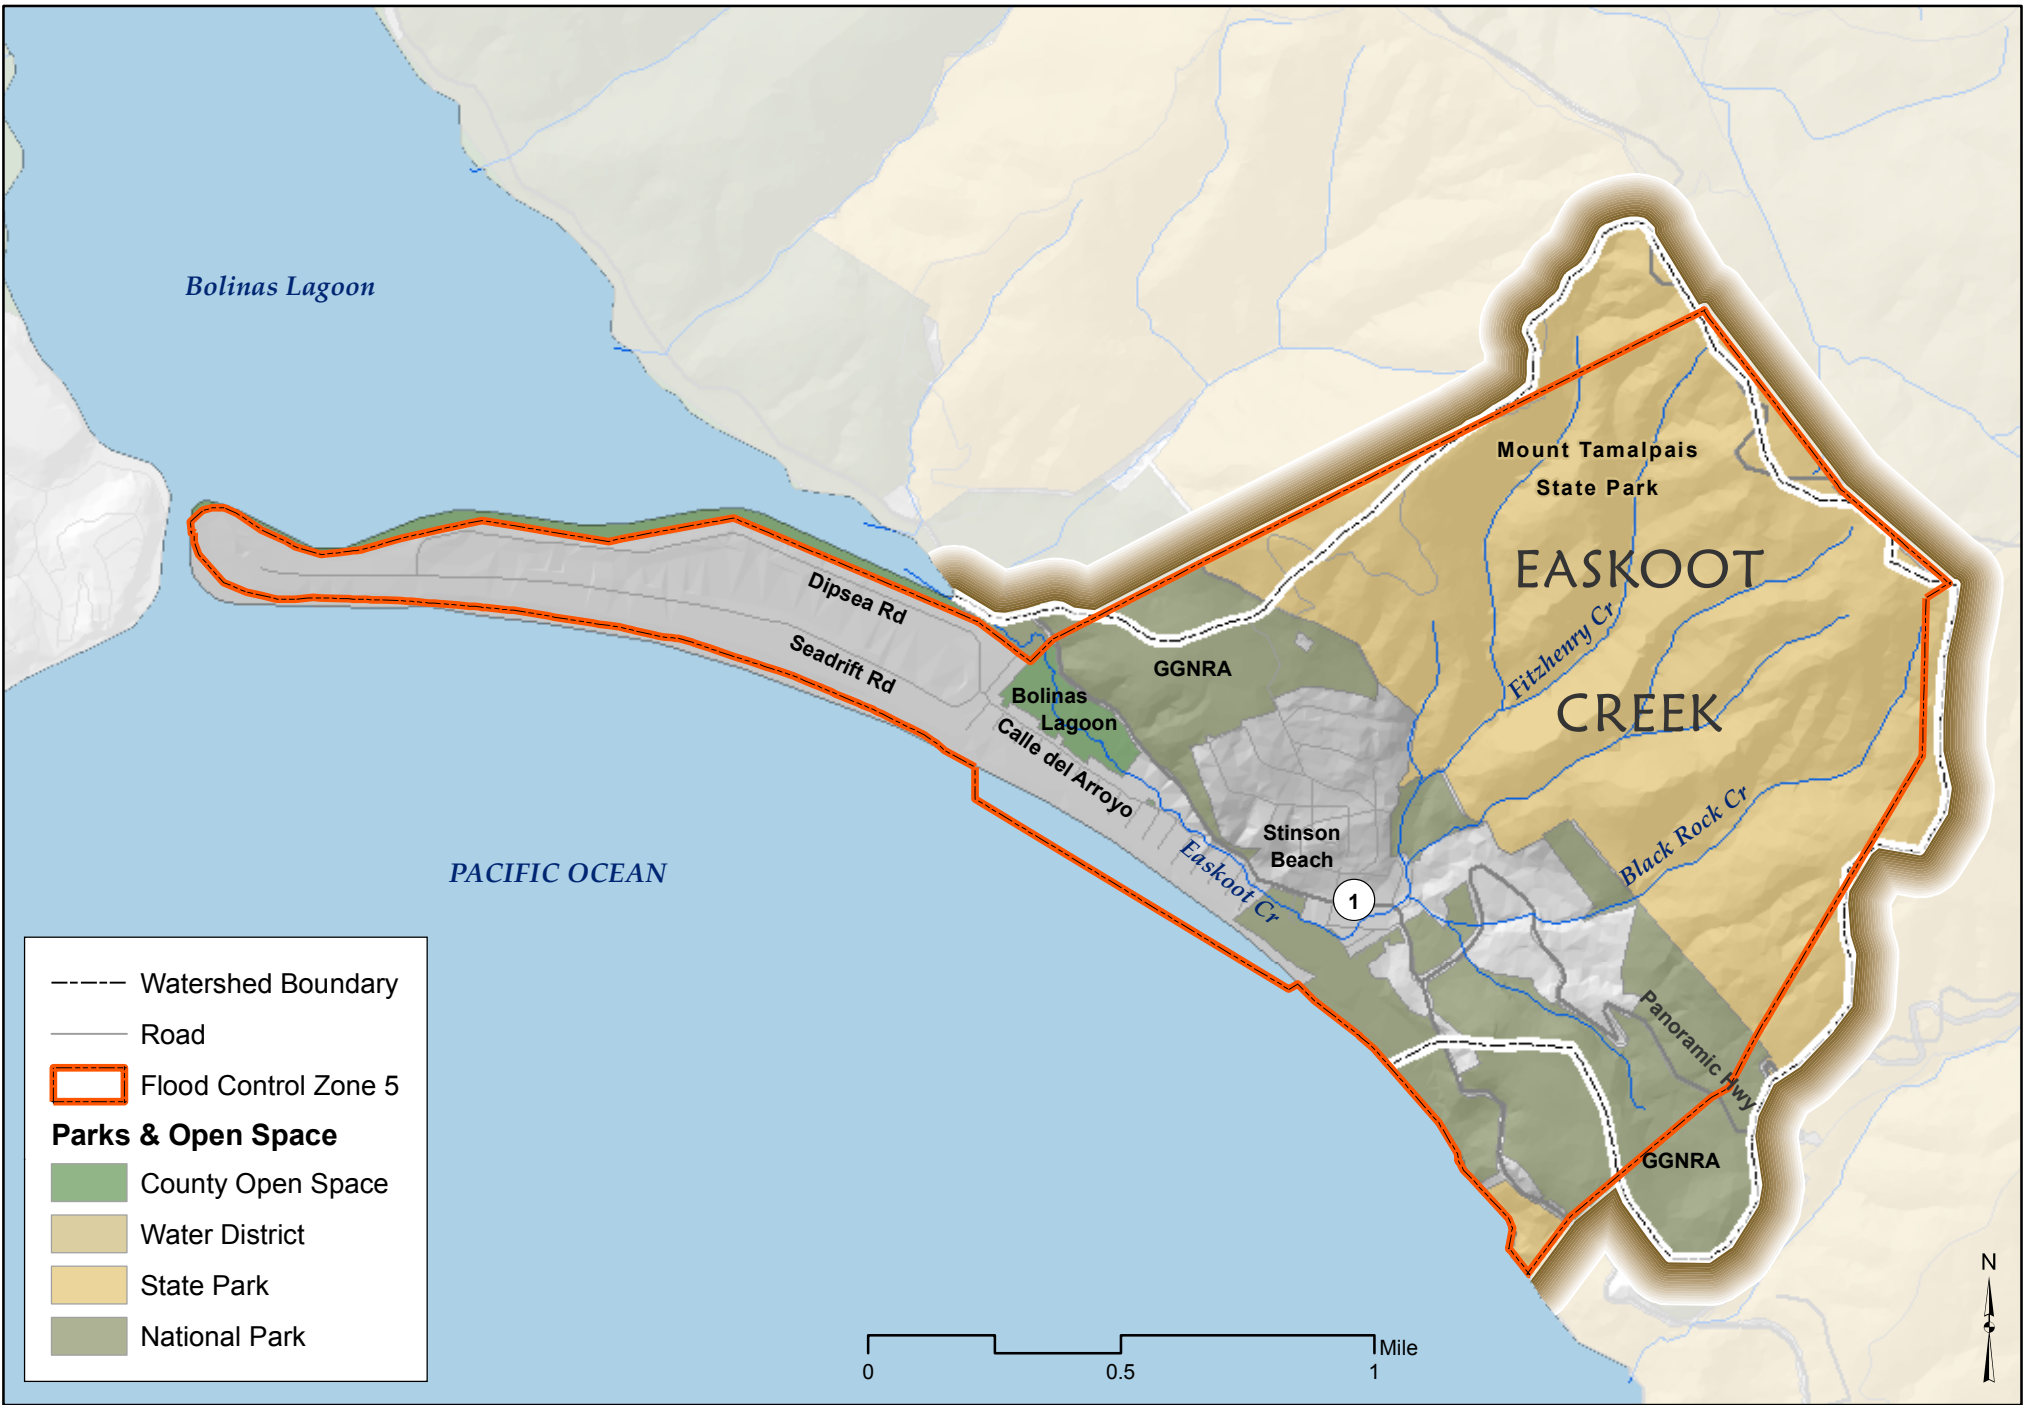 Bolinas Lagoon
Mount Tamalpais
State Park
EASKOOT
CREEK
Dipsea Rd
Seadrift Rd
Fitzhenry Cr
GGNRA
Bolinas
Lagoon
Calle del Arroyo
Stinson
Beach
Black Rock Cr
Easkoot Cr
1
PACIFIC OCEAN
Panoramic Hwy
GGNRA
Watershed Boundary
Road
Flood Control Zone 5
Parks & Open Space
County Open Space
Water District
State Park
National Park
Mile
0
0.5
1
N